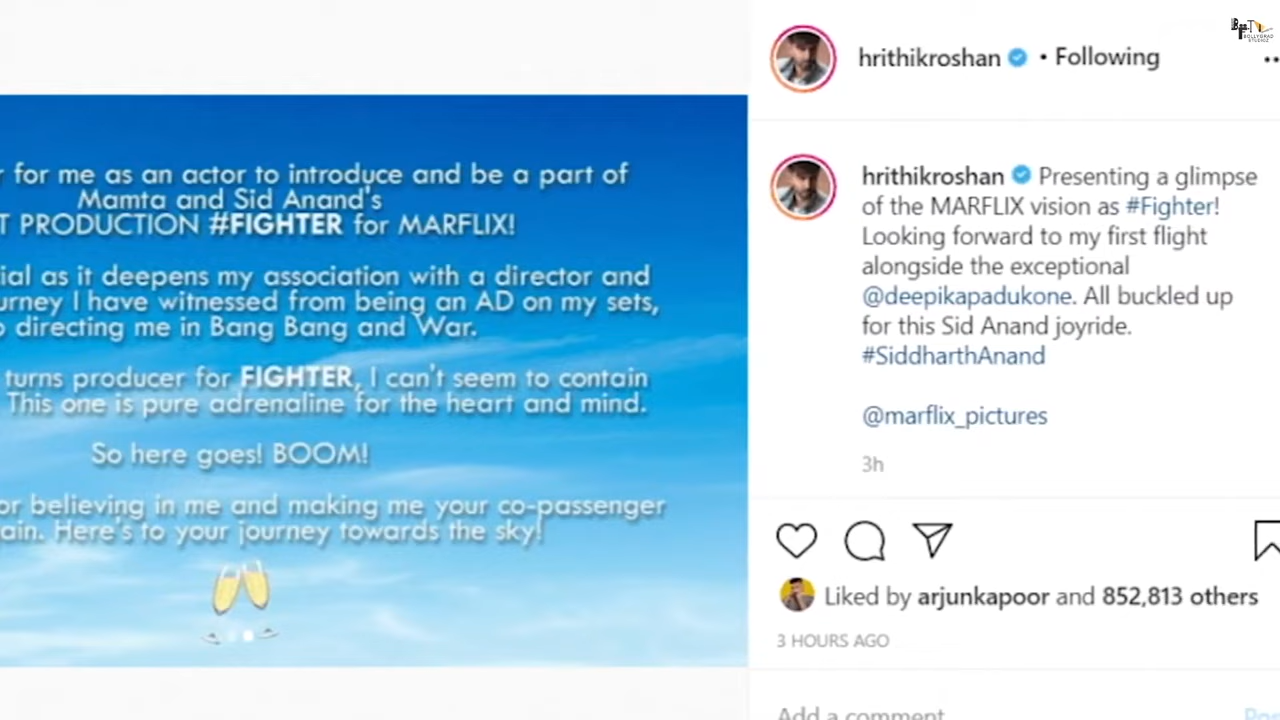 hrithikroshan • Following
for me as an actor to introduce and be a part of
Mamta and Sid Anand's
PRODUCTION #FIGHTER for MARFLIX!
as it deepens my association with a director and
I have witnessed from being an AD on my sets,
directing me in Bang Bang and War.
turns producer for FIGHTER, I can't seem to contain
This one is pure adrenaline for the heart and mind.
So here goes! BOOM!
believing in me and making me your co-passenger
Here's to your journey towards the sky!
hrithikroshan Presenting a glimpse
of the MARFLIX vision as #Fighter!
Looking forward to my first flight
alongside the exceptional
@deepikapadukone. All buckled up
for this Sid Anand joyride.
#SiddharthAnand
@marflix_pictures
3h
Liked by arjunkapoor and 852,813 others
3 HOURS AGO
Add a comment